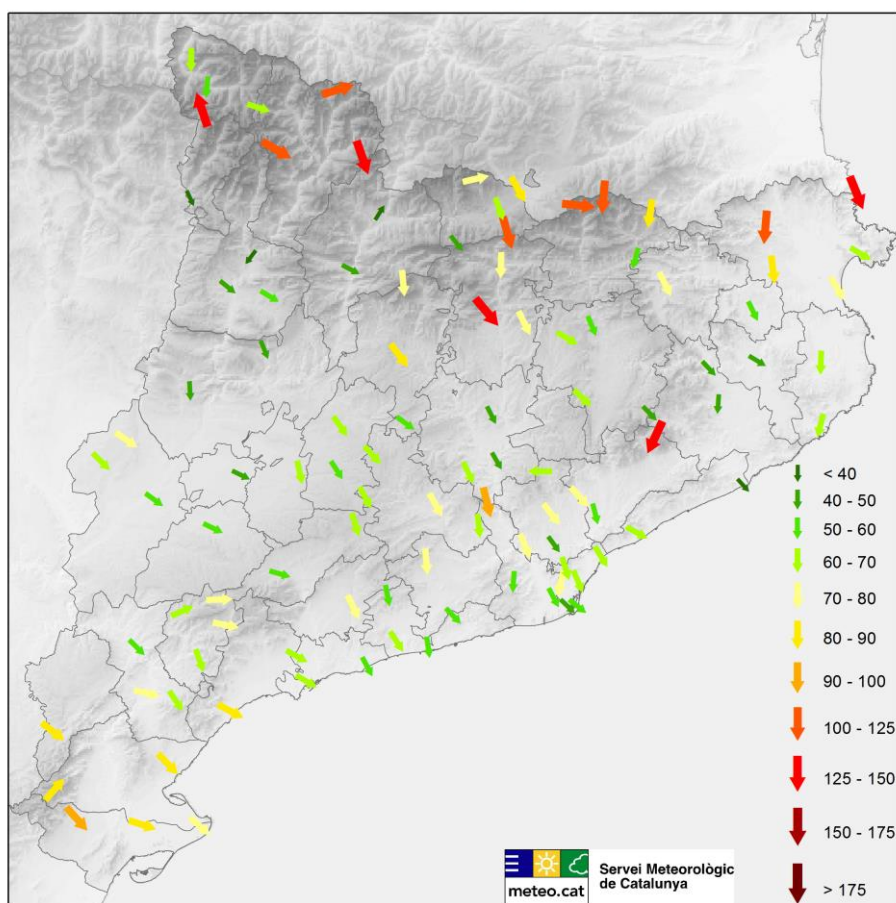 < 40
40 - 50
50 - 60
60 - 70
70 - 80
80 - 90
90 - 100
100 - 125
125 - 150
150 - 175
> 175
meteo.cat
Servei Meteorològic
de Catalunya